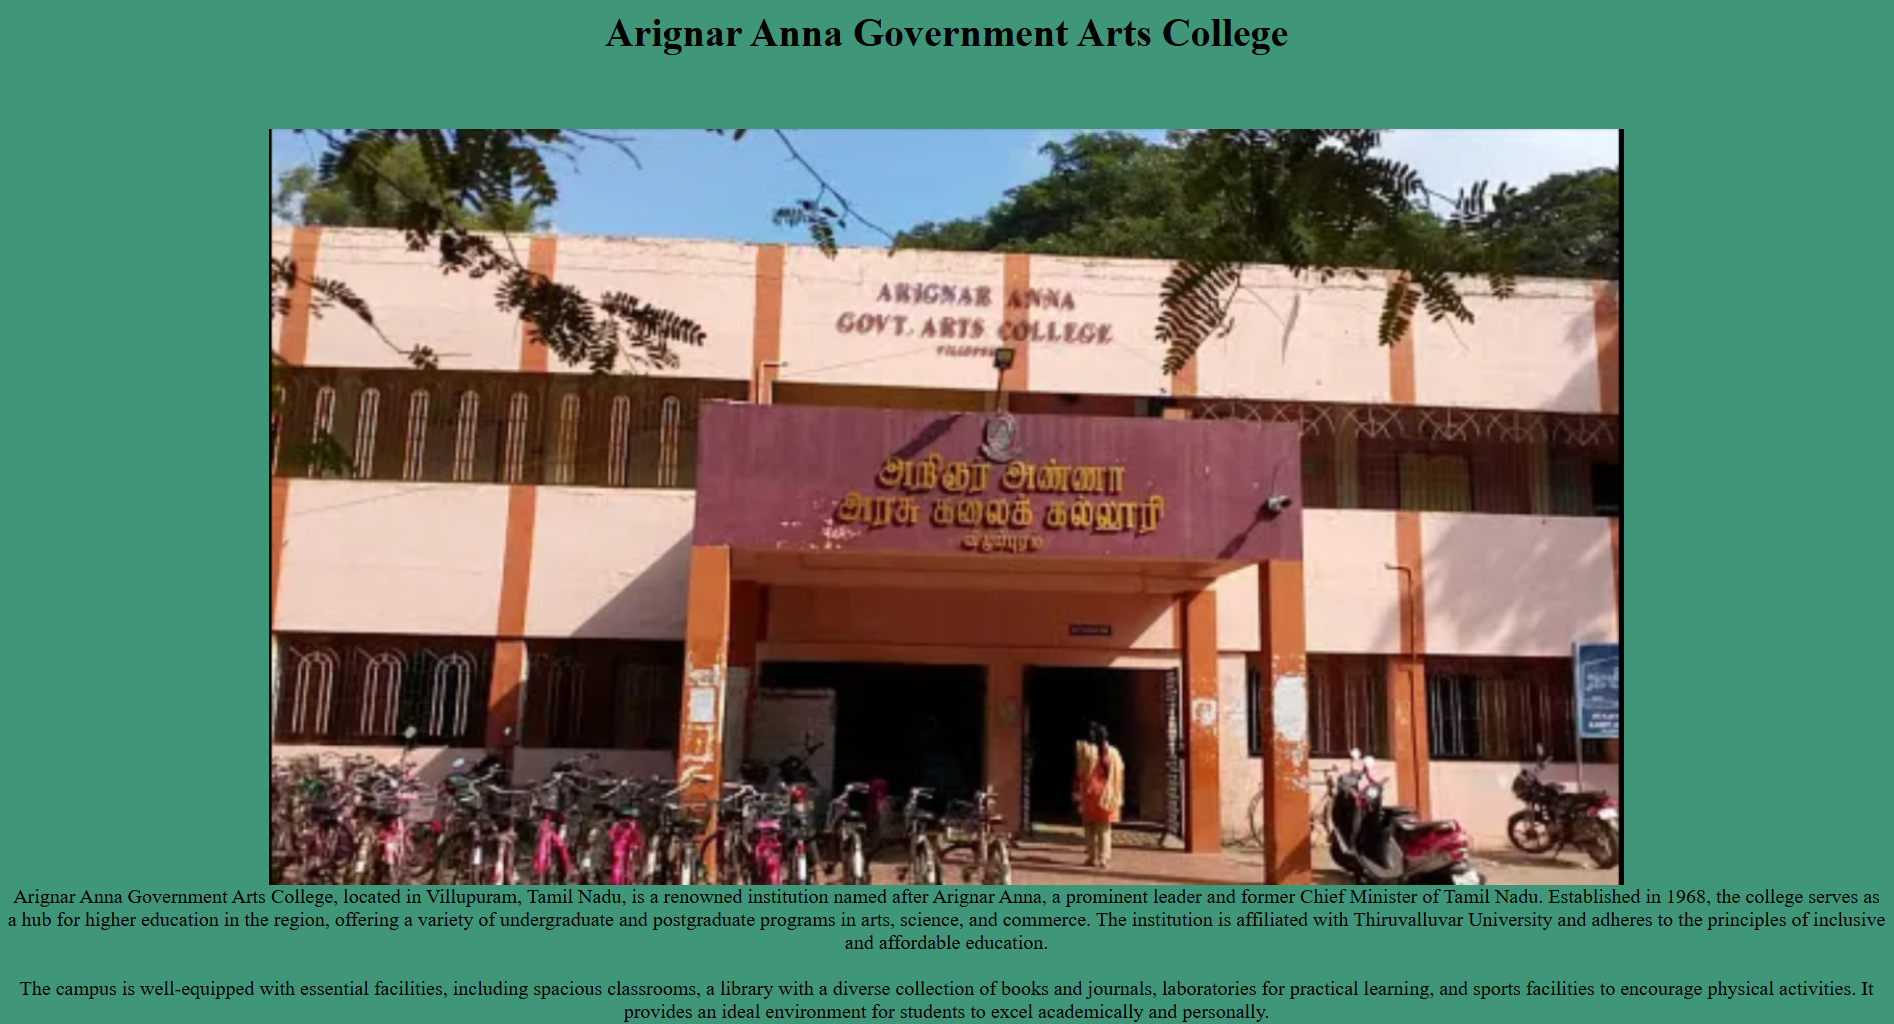 Arignar Anna Government Arts College
ARIGNAR ANNA
GOVT. ARTS COLLEGE
அறிஞர் அண்ணா
அரசு கலைக் கல்லூரி
விழுப்புரம்
Arignar Anna Government Arts College, located in Villupuram, Tamil Nadu, is a renowned institution named after Arignar Anna, a prominent leader and former Chief Minister of Tamil Nadu. Established in 1968, the college serves as
a hub for higher education in the region, offering a variety of undergraduate and postgraduate programs in arts, science, and commerce. The institution is affiliated with Thiruvalluvar University and adheres to the principles of inclusive
and affordable education.
The campus is well-equipped with essential facilities, including spacious classrooms, a library with a diverse collection of books and journals, laboratories for practical learning, and sports facilities to encourage physical activities. It
provides an ideal environment for students to excel academically and personally.